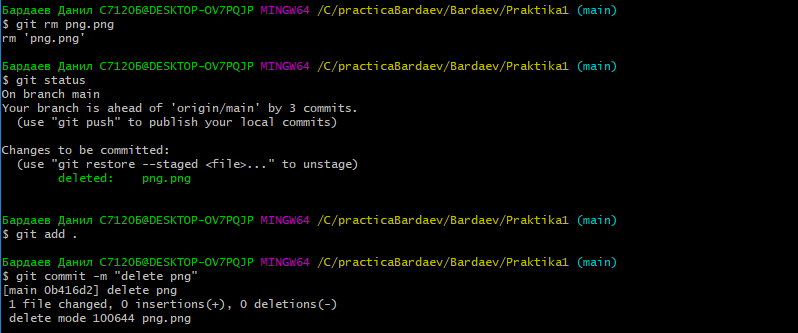 Бардаев Данил С7120Б@DESKTOP-OV7PQJP MINGW64 /C/practicaBardaev/Bardaev/Praktika1 (main)
$ git rm png.png
rm 'png.png'
Бардаев Данил С7120Б@DESKTOP-OV7PQJP MINGW64 /C/practicaBardaev/Bardaev/Praktika1 (main)
$ git status
On branch main
Your branch is ahead of 'origin/main' by 3 commits.
  (use "git push" to publish your local commits)
Changes to be committed:
  (use "git restore --staged <file>..." to unstage)
        deleted:    png.png
Бардаев Данил С7120Б@DESKTOP-OV7PQJP MINGW64 /C/practicaBardaev/Bardaev/Praktika1 (main)
$ git add .
Бардаев Данил С7120Б@DESKTOP-OV7PQJP MINGW64 /C/practicaBardaev/Bardaev/Praktika1 (main)
$ git commit -m "delete png"
[main 0b416d2] delete png
 1 file changed, 0 insertions(+), 0 deletions(-)
 delete mode 100644 png.png